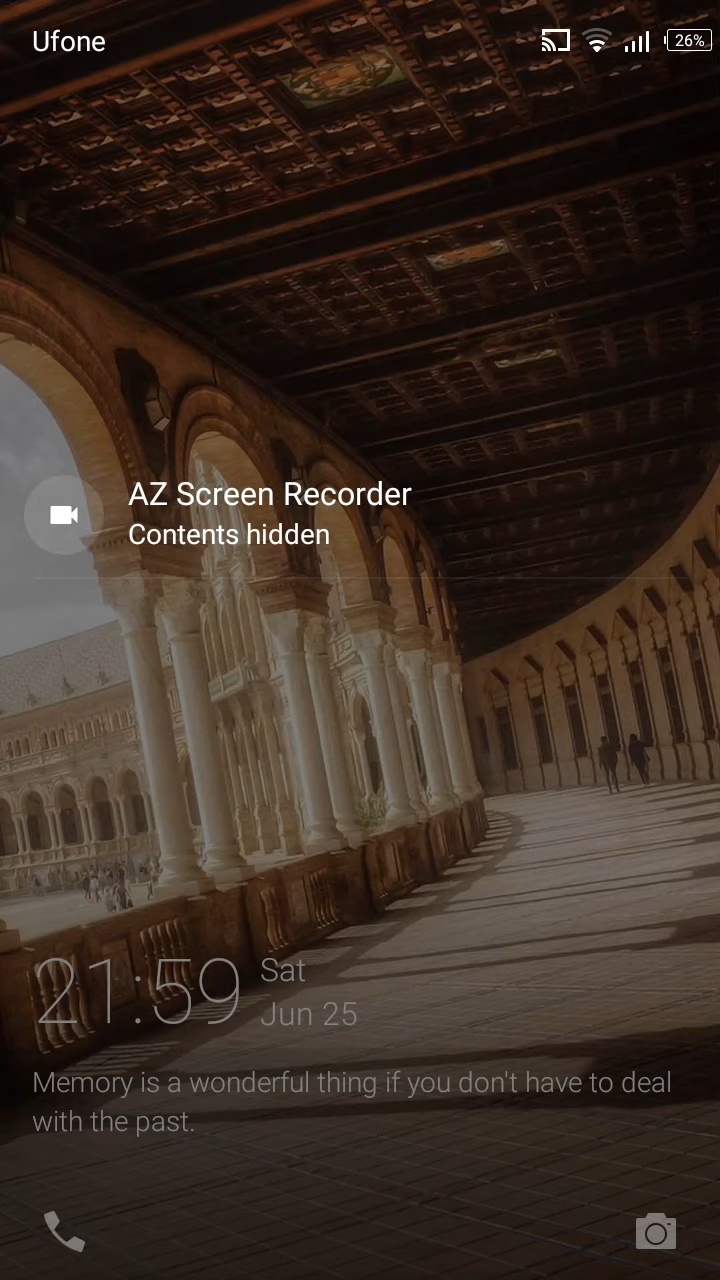 Ufone
26%
AZ Screen Recorder
Contents hidden
21:59
Sat
Jun 25
Memory is a wonderful thing if you don't have to deal
with the past.